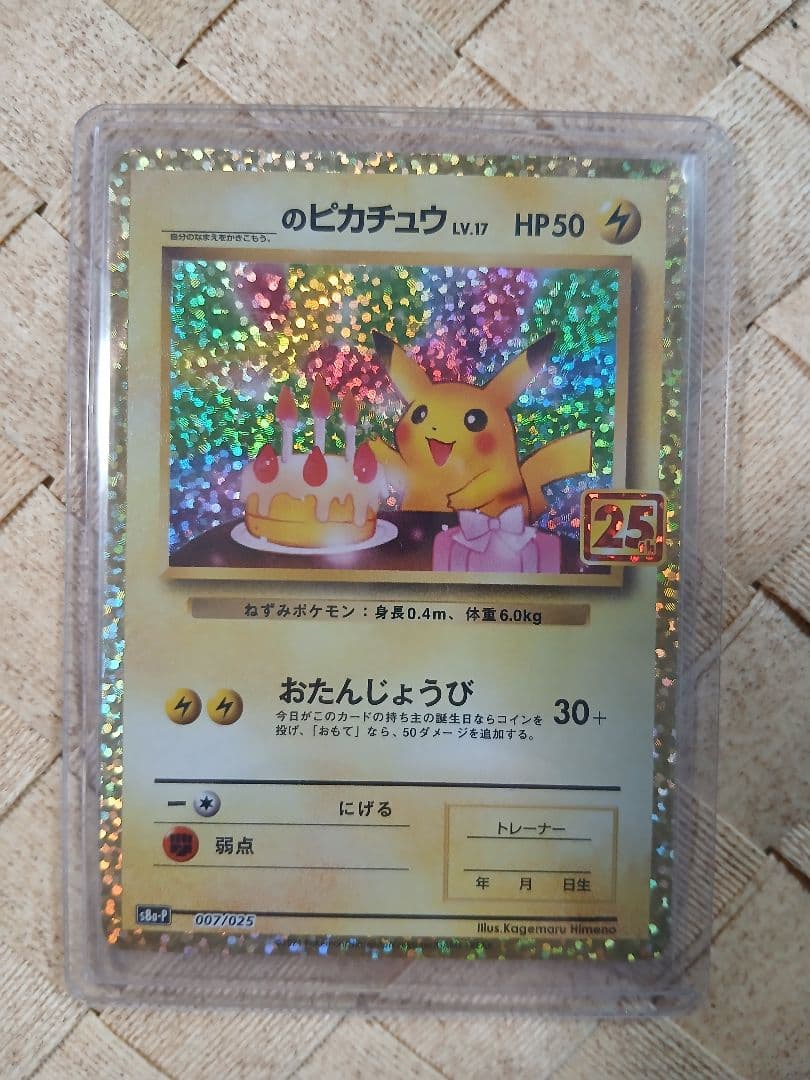 のピカチュウ LV.17 HP50
自分のなまえをかきこもう。
25th
ねずみポケモン：身長0.4m、体重6.0kg
おたんじょうび 30+
今日がこのカードの持ち主の誕生日ならコインを
投げ、「おもて」なら、50ダメージを追加する。
にげる
弱点
トレーナー
年 月 日生
s8a-P 007/025
Illus.Kagemaru Himeno